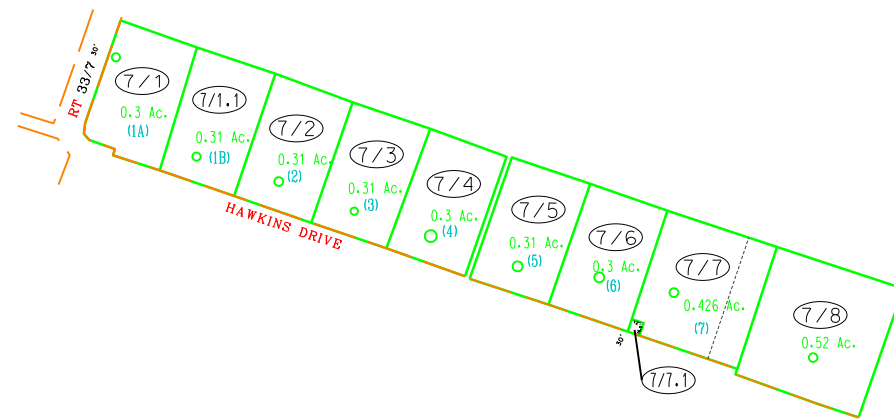 RT 33/7 30'
7/1
0.3 Ac.
(1A)
7/1.1
0.31 Ac.
(1B)
7/2
0.31 Ac.
(2)
7/3
0.31 Ac.
(3)
7/4
0.3 Ac.
(4)
HAWKINS DRIVE
7/5
0.31 Ac.
(5)
7/6
0.3 Ac.
(6)
7/7
0.426 Ac.
(7)
30'
7/7.1
7/8
0.52 Ac.